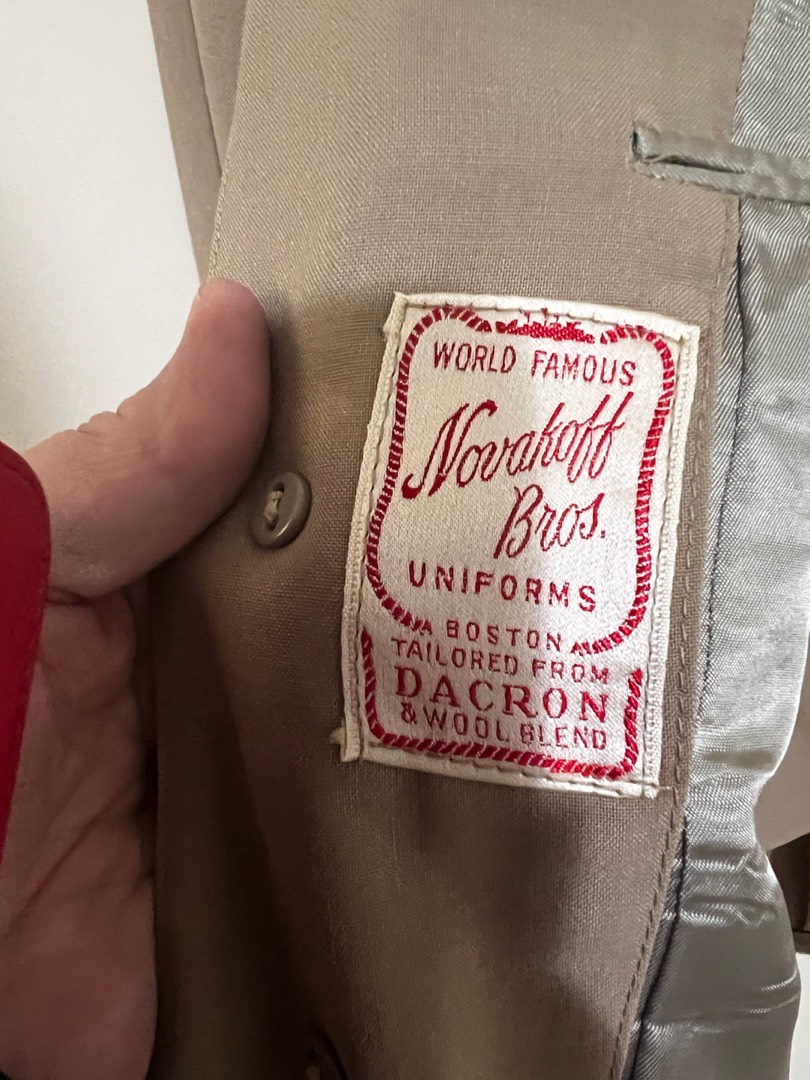 WORLD FAMOUS
Novakoff
Bros.
UNIFORMS
BOSTON
TAILORED FROM
DACRON
& WOOL BLEND